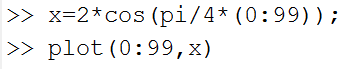 >> x=2*cos(pi/4*(0:99));
>> plot(0:99,x)